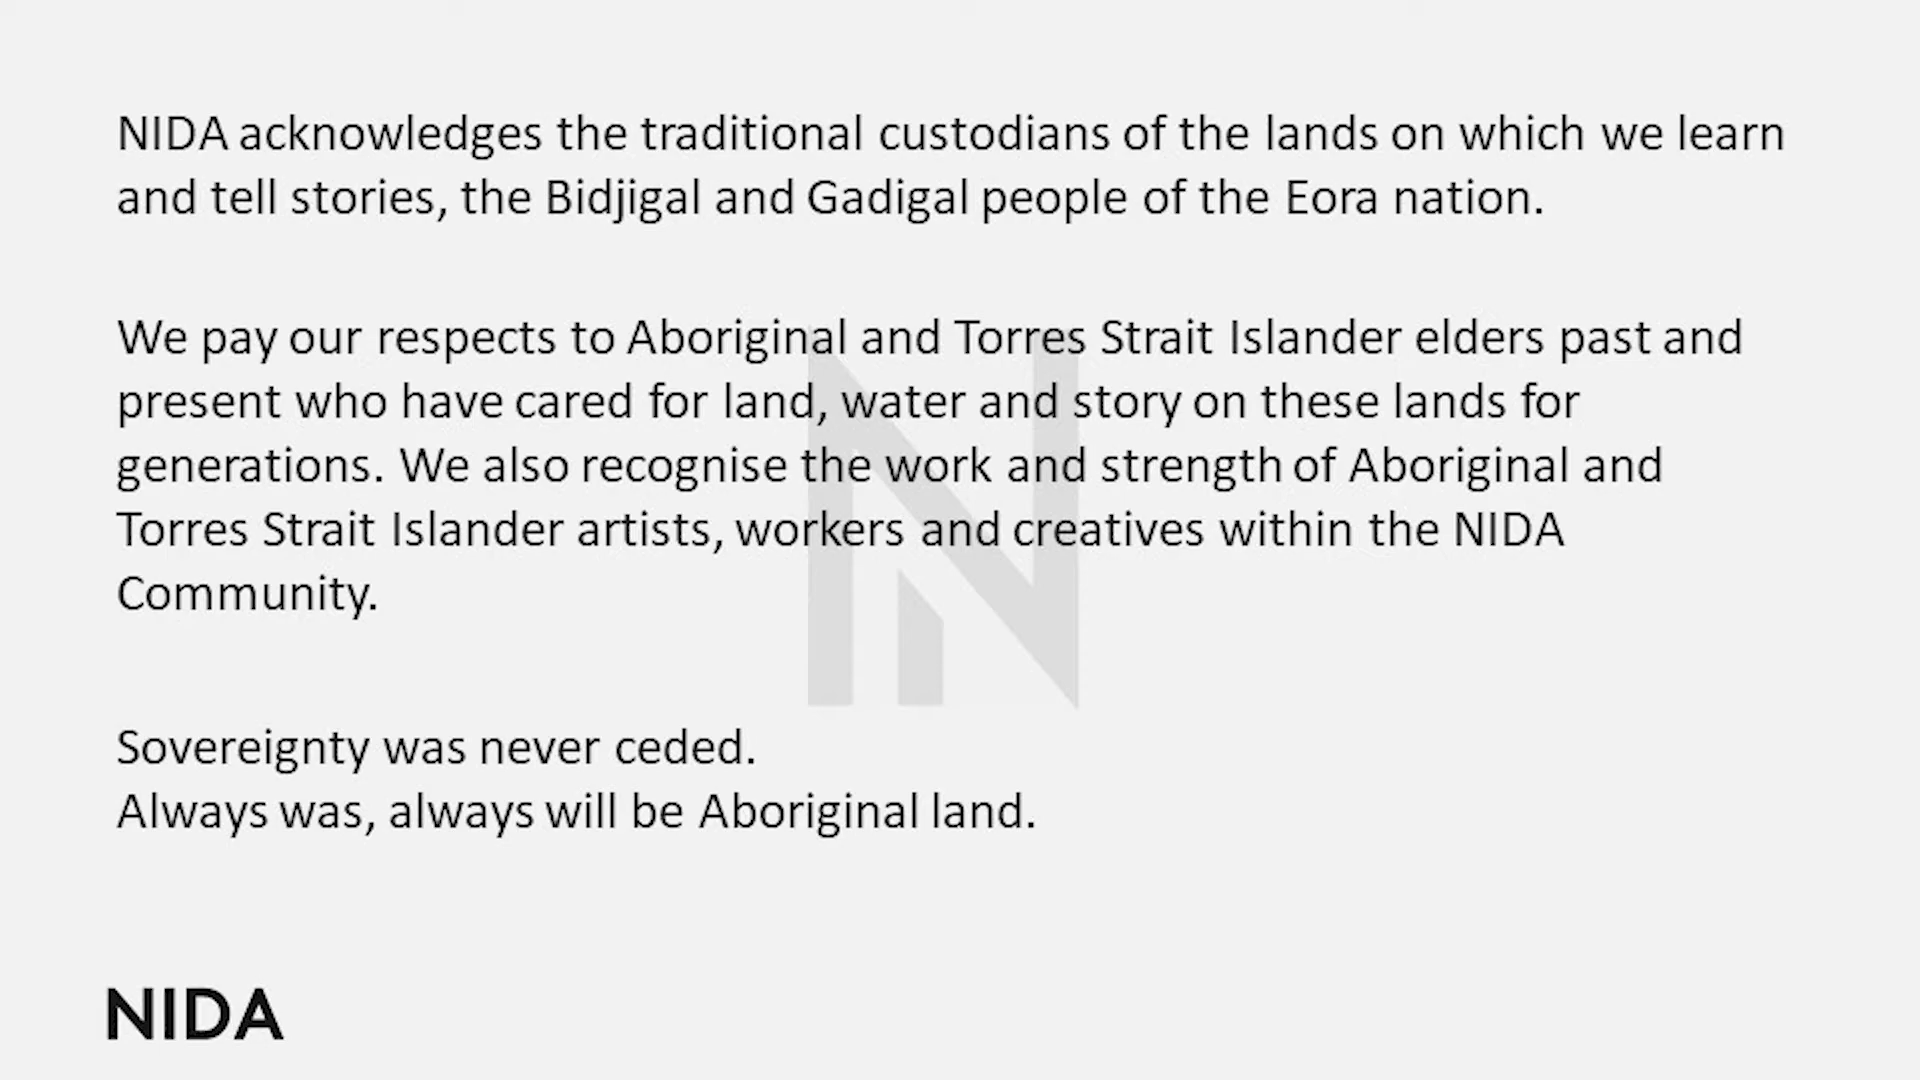 NIDA acknowledges the traditional custodians of the lands on which we learn
and tell stories, the Bidjigal and Gadigal people of the Eora nation.
We pay our respects to Aboriginal and Torres Strait Islander elders past and
present who have cared for land, water and story on these lands for
generations. We also recognise the work and strength of Aboriginal and
Torres Strait Islander artists, workers and creatives within the NIDA
Community.
Sovereignty was never ceded.
Always was, always will be Aboriginal land.
NIDA